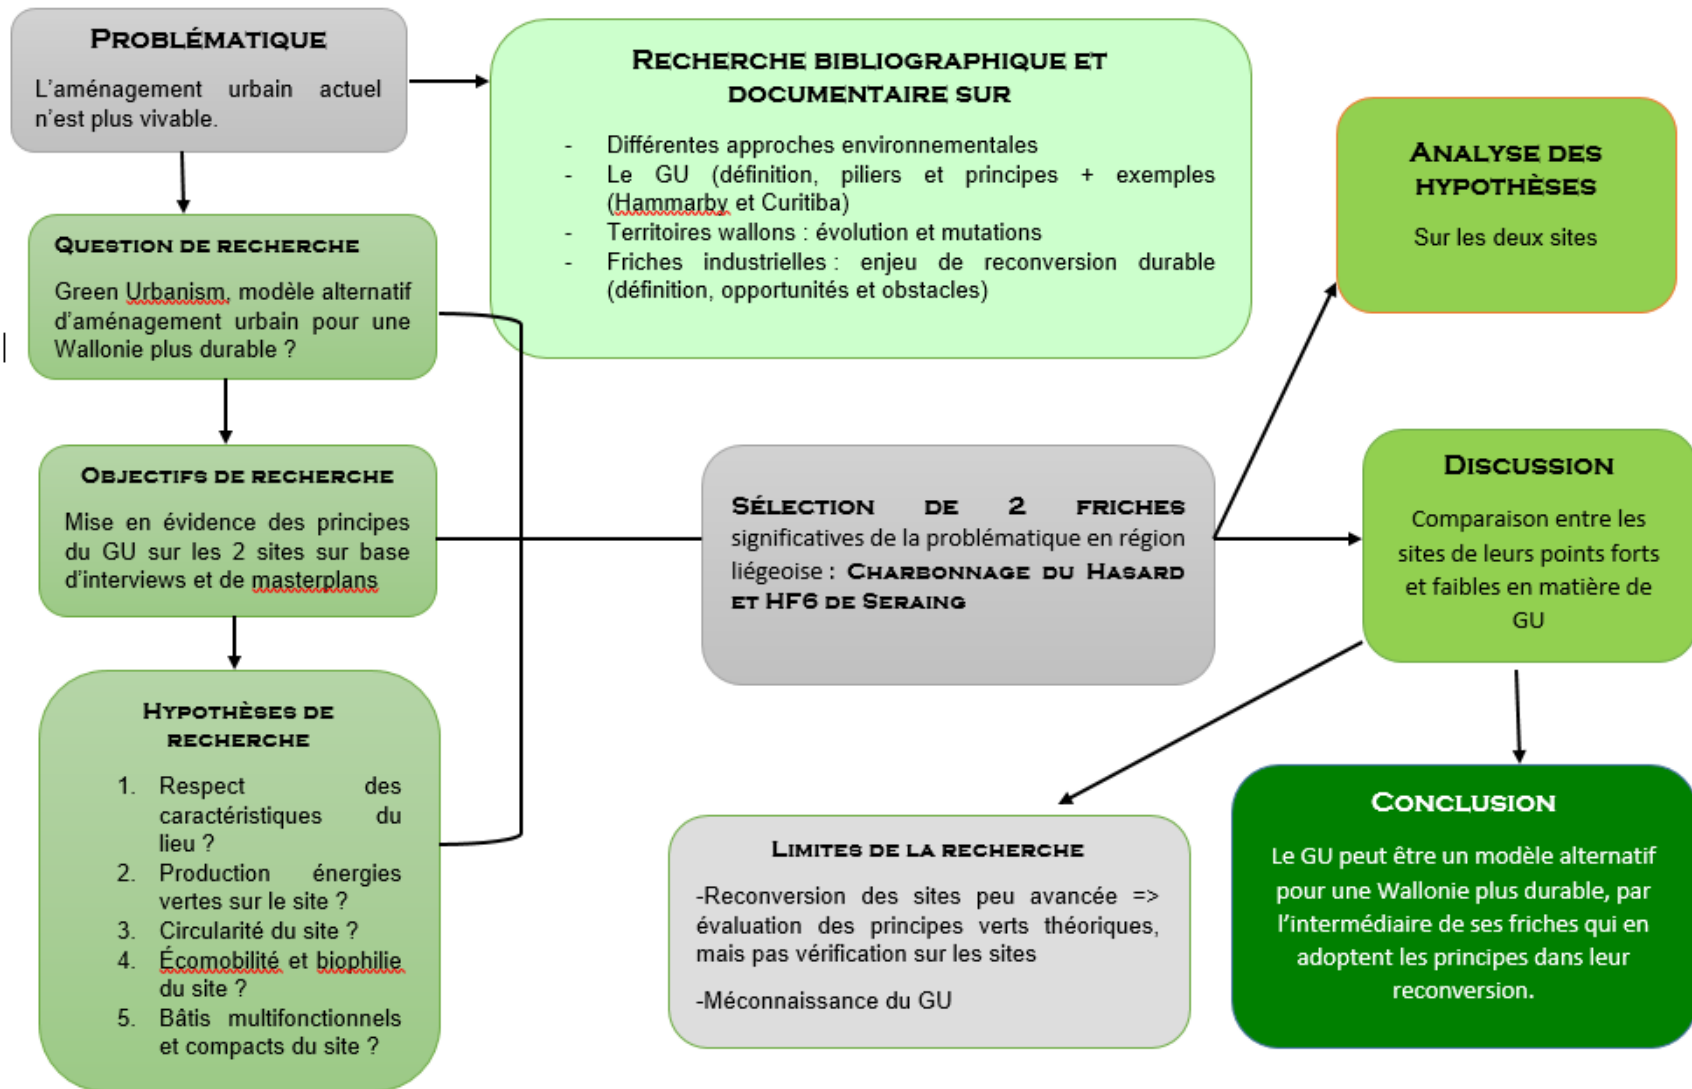 PROBLÉMATIQUE
L'aménagement urbain actuel
n'est plus vivable.
RECHERCHE BIBLIOGRAPHIQUE ET
DOCUMENTAIRE SUR
- Différentes approches environnementales
- Le GU (définition, piliers et principes + exemples
(Hammarby et Curitiba)
- Territoires wallons : évolution et mutations
- Friches industrielles : enjeu de reconversion durable
(définition, opportunités et obstacles)
QUESTION DE RECHERCHE
Green Urbanism, modèle alternatif
d'aménagement urbain pour une
Wallonie plus durable ?
OBJECTIFS DE RECHERCHE
Mise en évidence des principes
du GU sur les 2 sites sur base
d'interviews et de masterplans
HYPOTHÈSES DE
RECHERCHE
1. Respect des
caractéristiques du
lieu ?
2. Production énergies
vertes sur le site ?
3. Circularité du site ?
4. Écomobilité et biophilie
du site ?
5. Bâtis multifonctionnels
et compacts du site ?
SÉLECTION DE 2 FRICHES
significatives de la problématique en région
liégeoise : CHARBONNAGE DU HASARD
ET HF6 DE SERAING
ANALYSE DES
HYPOTHÈSES
Sur les deux sites
DISCUSSION
Comparaison entre les
sites de leurs points forts
et faibles en matière de
GU
LIMITES DE LA RECHERCHE
-Reconversion des sites peu avancée =>
évaluation des principes verts théoriques,
mais pas vérification sur les sites
-Méconnaissance du GU
CONCLUSION
Le GU peut être un modèle alternatif
pour une Wallonie plus durable, par
l'intermédiaire de ses friches qui en
adoptent les principes dans leur
reconversion.